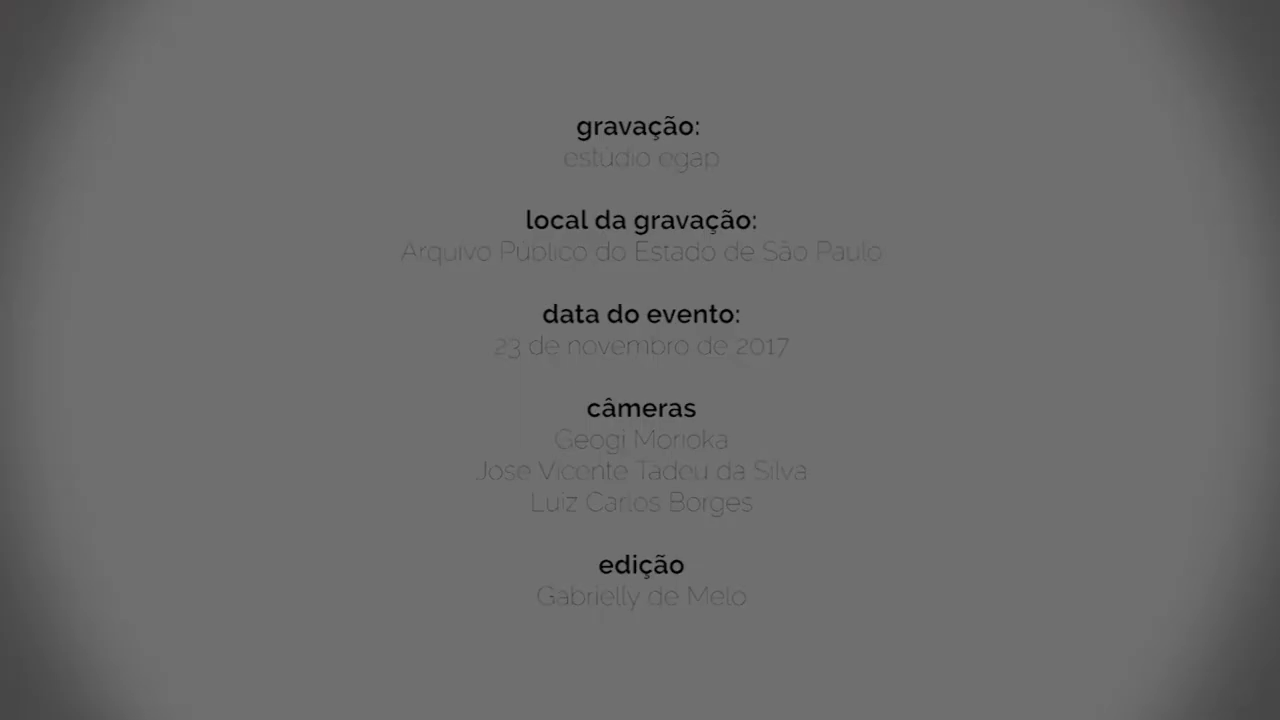 gravação:
estúdio egap
local da gravação:
Arquivo Público do Estado de São Paulo
data do evento:
23 de novembro de 2017
câmeras
Geogi Morioka
Jose Vicente Tadeu da Silva
Luiz Carlos Borges
edição
Gabrielly de Melo